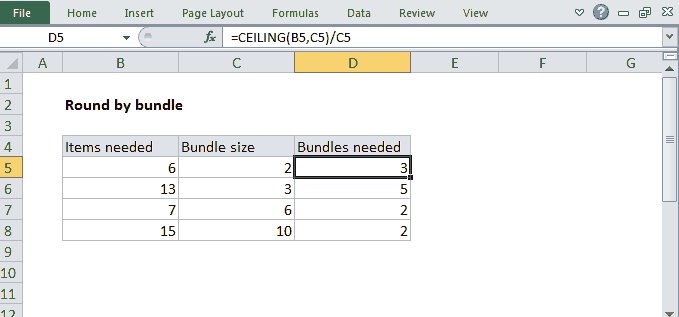 File Home Insert Page Layout Formulas Data Review View
D5 fx =CEILING(B5,C5)/C5
A B C D E F G
1
2 Round by bundle
3
4 Items needed Bundle size Bundles needed
5 6 2 3
6 13 3 5
7 7 6 2
8 15 10 2
9
10
11
12